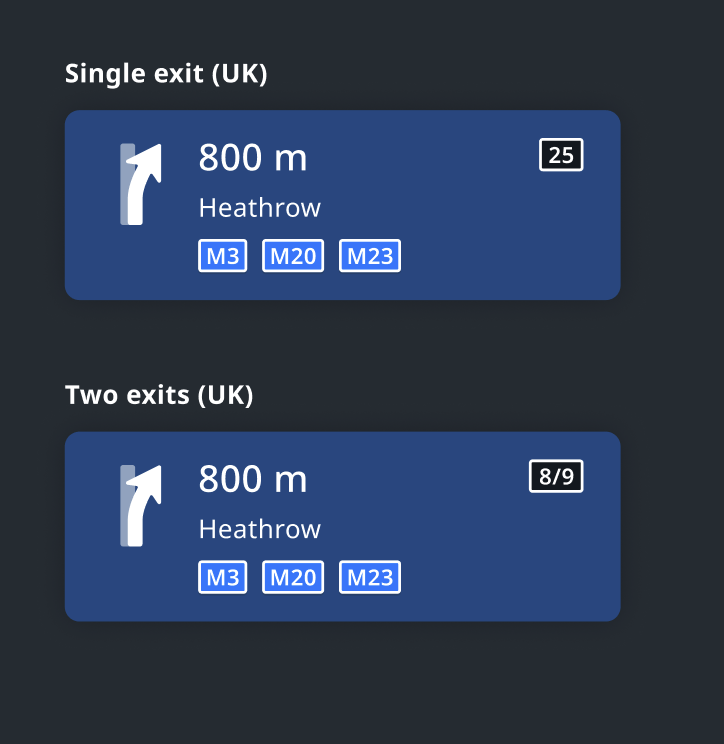 Single exit (UK)
800 m 25
Heathrow
M3 M20 M23
Two exits (UK)
800 m 8/9
Heathrow
M3 M20 M23